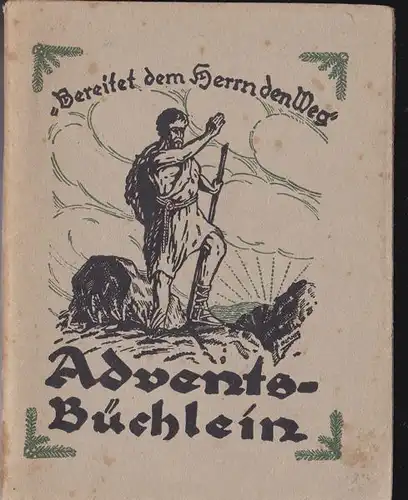 „Bereitet dem Herrn den Weg“
Advents-
Büchlein